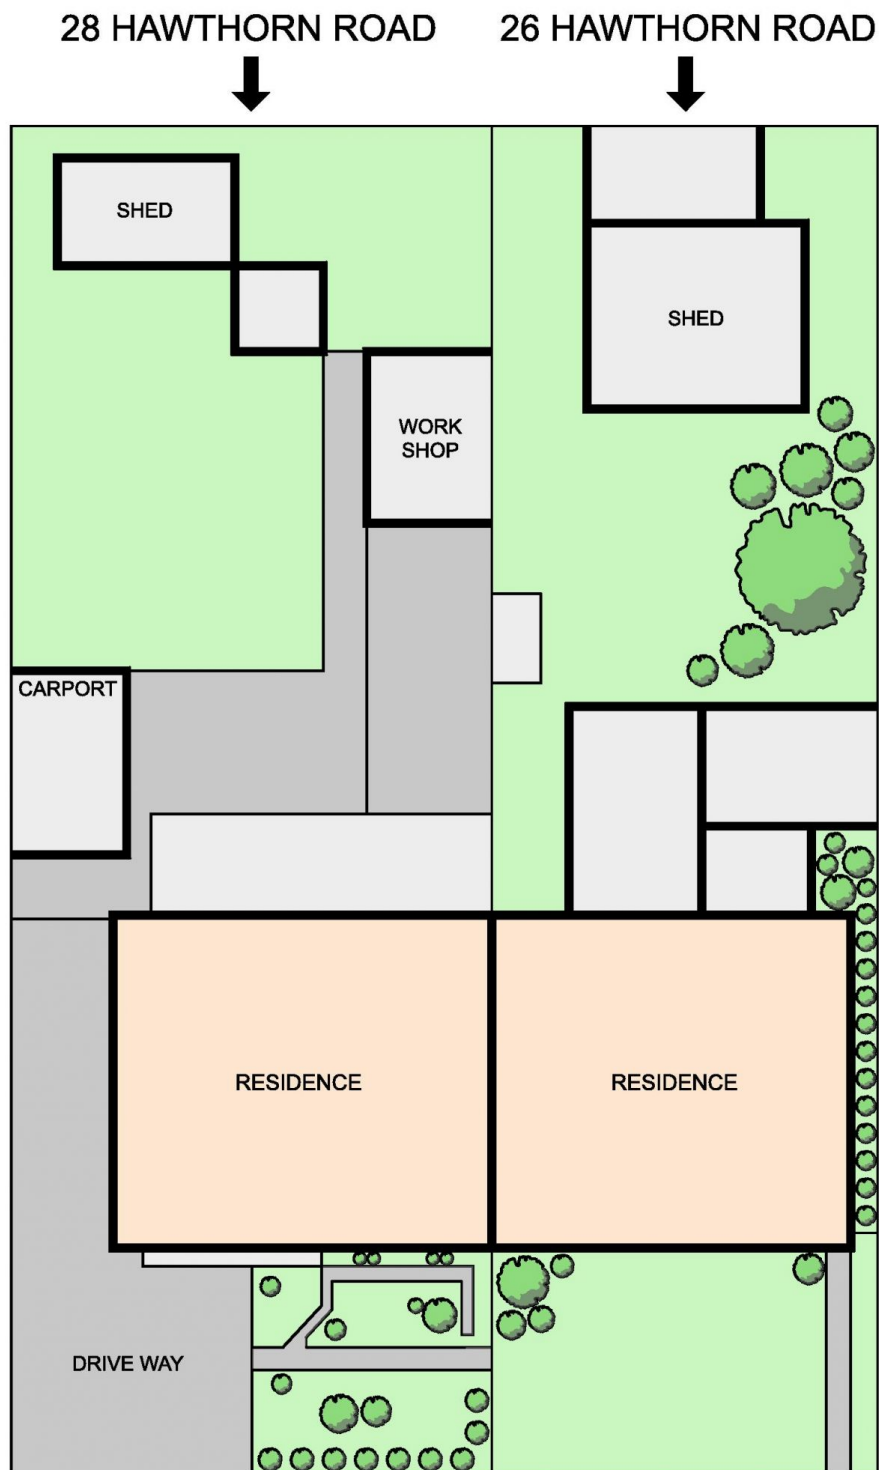 28 HAWTHORN ROAD
26 HAWTHORN ROAD
SHED
SHED
WORK
SHOP
CARPORT
RESIDENCE
RESIDENCE
DRIVE WAY